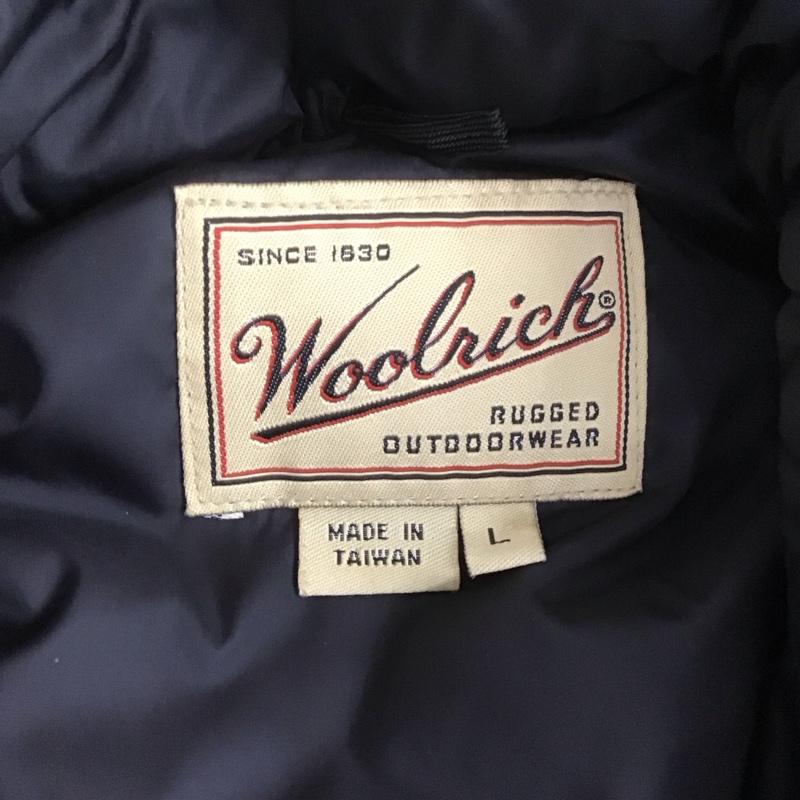 SINCE 1830
Woolrich®
RUGGED
OUTDOORWEAR
MADE IN
TAIWAN
L